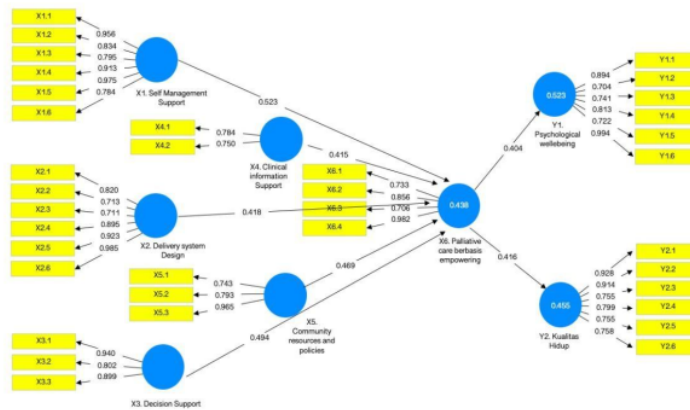 X1.1
X1.2
X1.3
X1.4
X1.5
X1.6
0.956
0.834
0.795
0.913
0.975
0.784
X1. Self Management
Support
0.523
X4.1
X4.2
0.784
0.750
X4. Clinical
information
Support
0.415
X2.1
X2.2
X2.3
X2.4
X2.5
X2.6
0.820
0.713
0.711
0.895
0.923
0.985
X2. Delivery system
Design
0.418
X6.1
X6.2
X6.3
X6.4
0.733
0.856
0.706
0.982
0.438
X6. Palliative
care berbasis
empowering
X5.1
X5.2
X5.3
0.743
0.793
0.965
X5.
Community
resources and
policies
0.469
X3.1
X3.2
X3.3
0.940
0.802
0.899
X3. Decision Support
0.494
0.404
0.523
Y1.
Psychological
wellebeing
0.894
0.704
0.741
0.813
0.722
0.994
Y1.1
Y1.2
Y1.3
Y1.4
Y1.5
Y1.6
0.416
0.455
Y2. Kualitas
Hidup
0.928
0.914
0.755
0.799
0.755
0.758
Y2.1
Y2.2
Y2.3
Y2.4
Y2.5
Y2.6